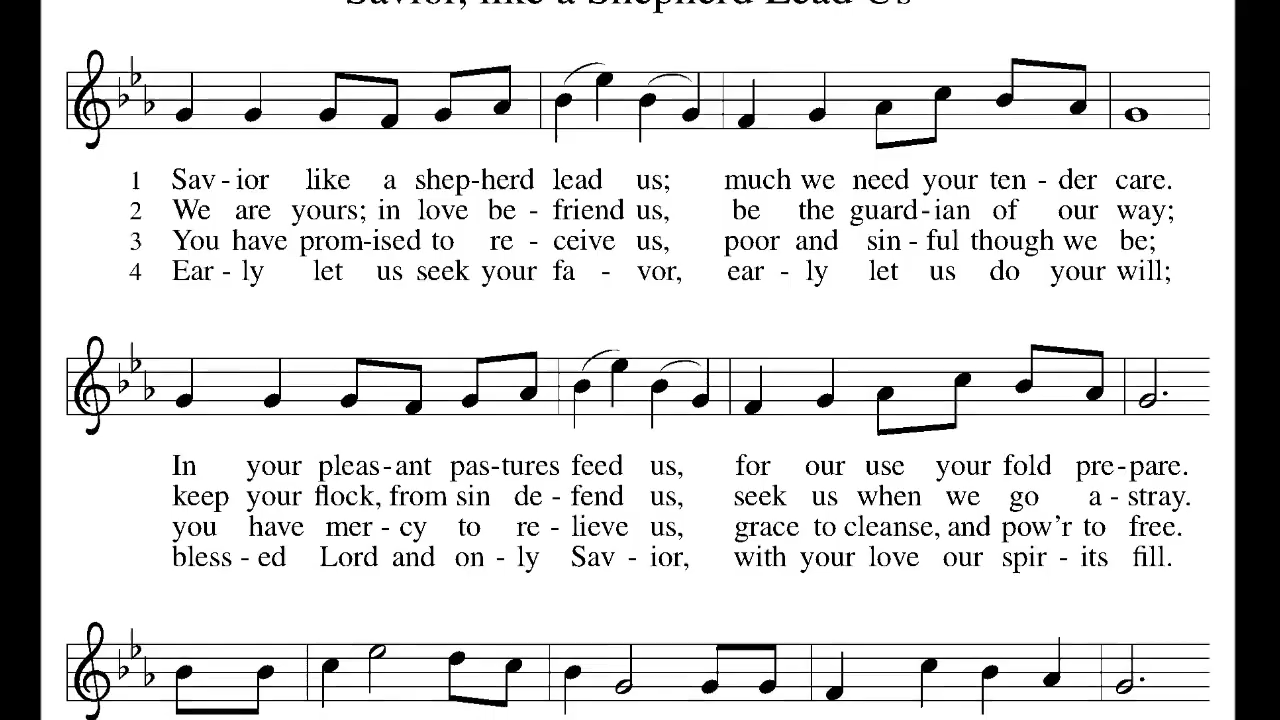 Savior, like a Shepherd Lead Us
1 Sav - ior like a shep-herd lead us; much we need your ten - der care.
2 We are yours; in love be - friend us, be the guard-ian of our way;
3 You have prom-ised to re - ceive us, poor and sin - ful though we be;
4 Ear - ly let us seek your fa - vor, ear - ly let us do your will;
In your pleas-ant pas-tures feed us, for our use your fold pre-pare.
keep your flock, from sin de - fend us, seek us when we go a - stray.
you have mer - cy to re - lieve us, grace to cleanse, and pow'r to free.
bless - ed Lord and on - ly Sav - ior, with your love our spir - its fill.